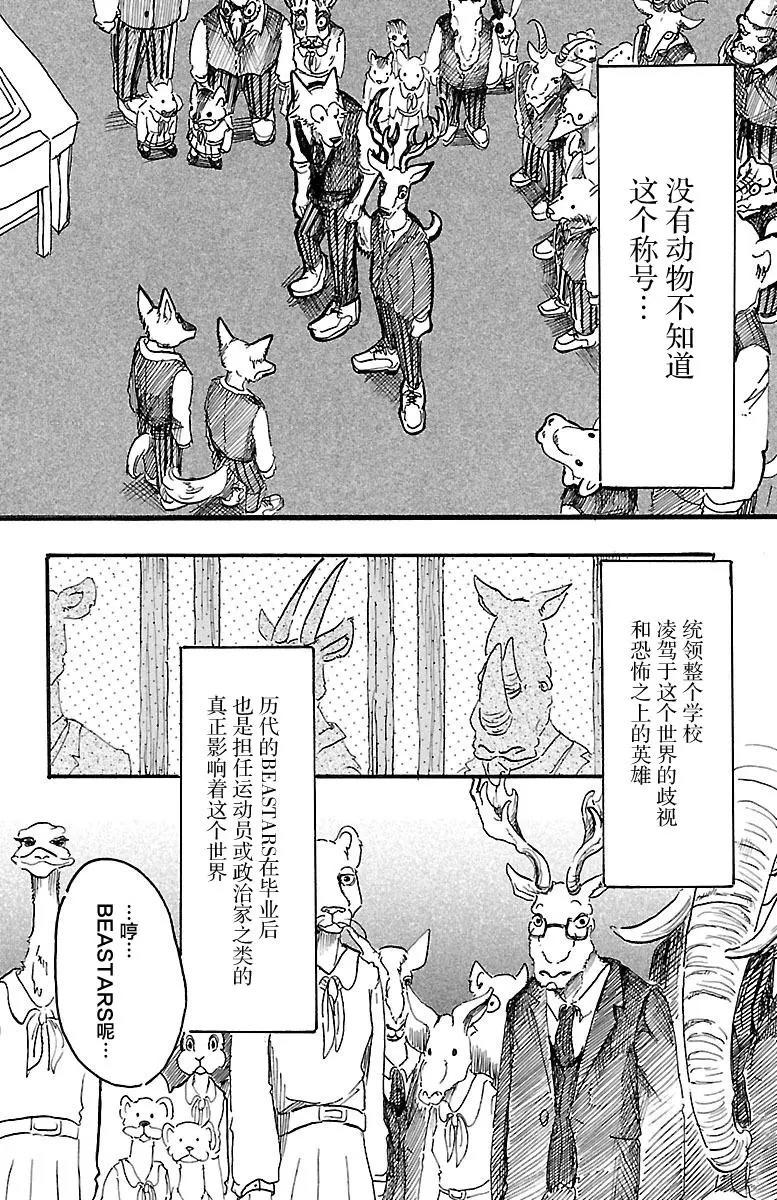 没有动物不知道
这个称号…
统领整个学校
凌驾于这个世界的歧视
和恐怖之上的英雄
历代的BEASTARS在毕业后
也是担任运动员或政治家之类的
真正影响着这个世界
…哼…
BEASTARS呢…